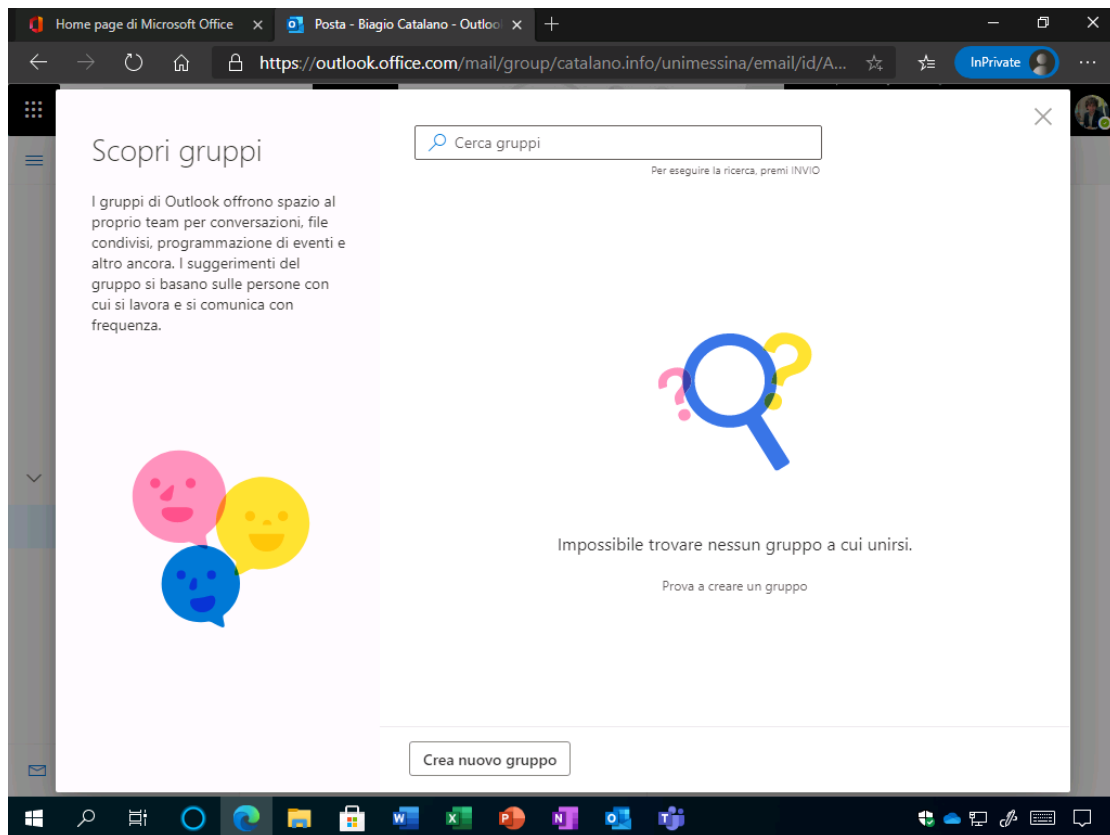 Home page di Microsoft Office
Posta - Biagio Catalano - Outloo
https://outlook.office.com/mail/group/catalano.info/unimessina/email/id/A...
InPrivate
Scopri gruppi
I gruppi di Outlook offrono spazio al
proprio team per conversazioni, file
condivisi, programmazione di eventi e
altro ancora. I suggerimenti del
gruppo si basano sulle persone con
cui si lavora e si comunica con
frequenza.
Cerca gruppi
Per eseguire la ricerca, premi INVIO
Impossibile trovare nessun gruppo a cui unirsi.
Prova a creare un gruppo
Crea nuovo gruppo